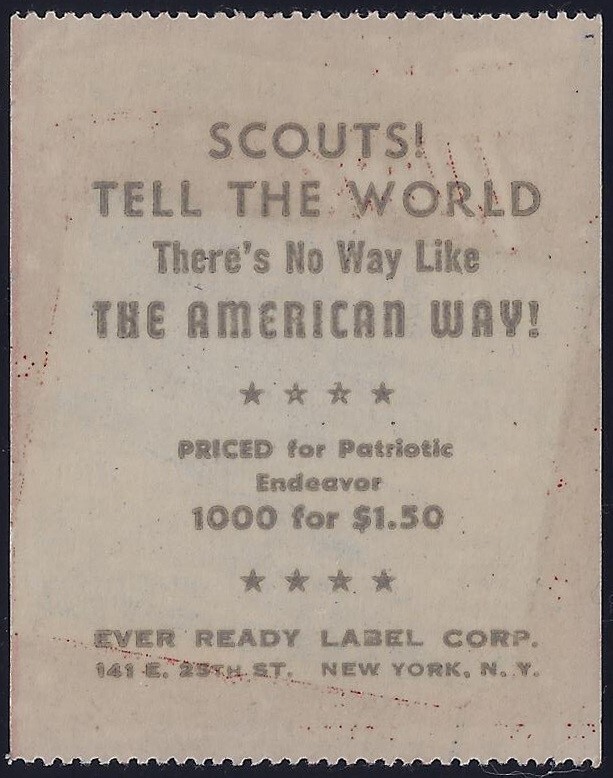 SCOUTS!
TELL THE WORLD
There's No Way Like
THE AMERICAN WAY!
PRICED for Patriotic
Endeavor
1000 for $1.50
EVER READY LABEL CORP.
141 E. 25TH ST. NEW YORK, N. Y.